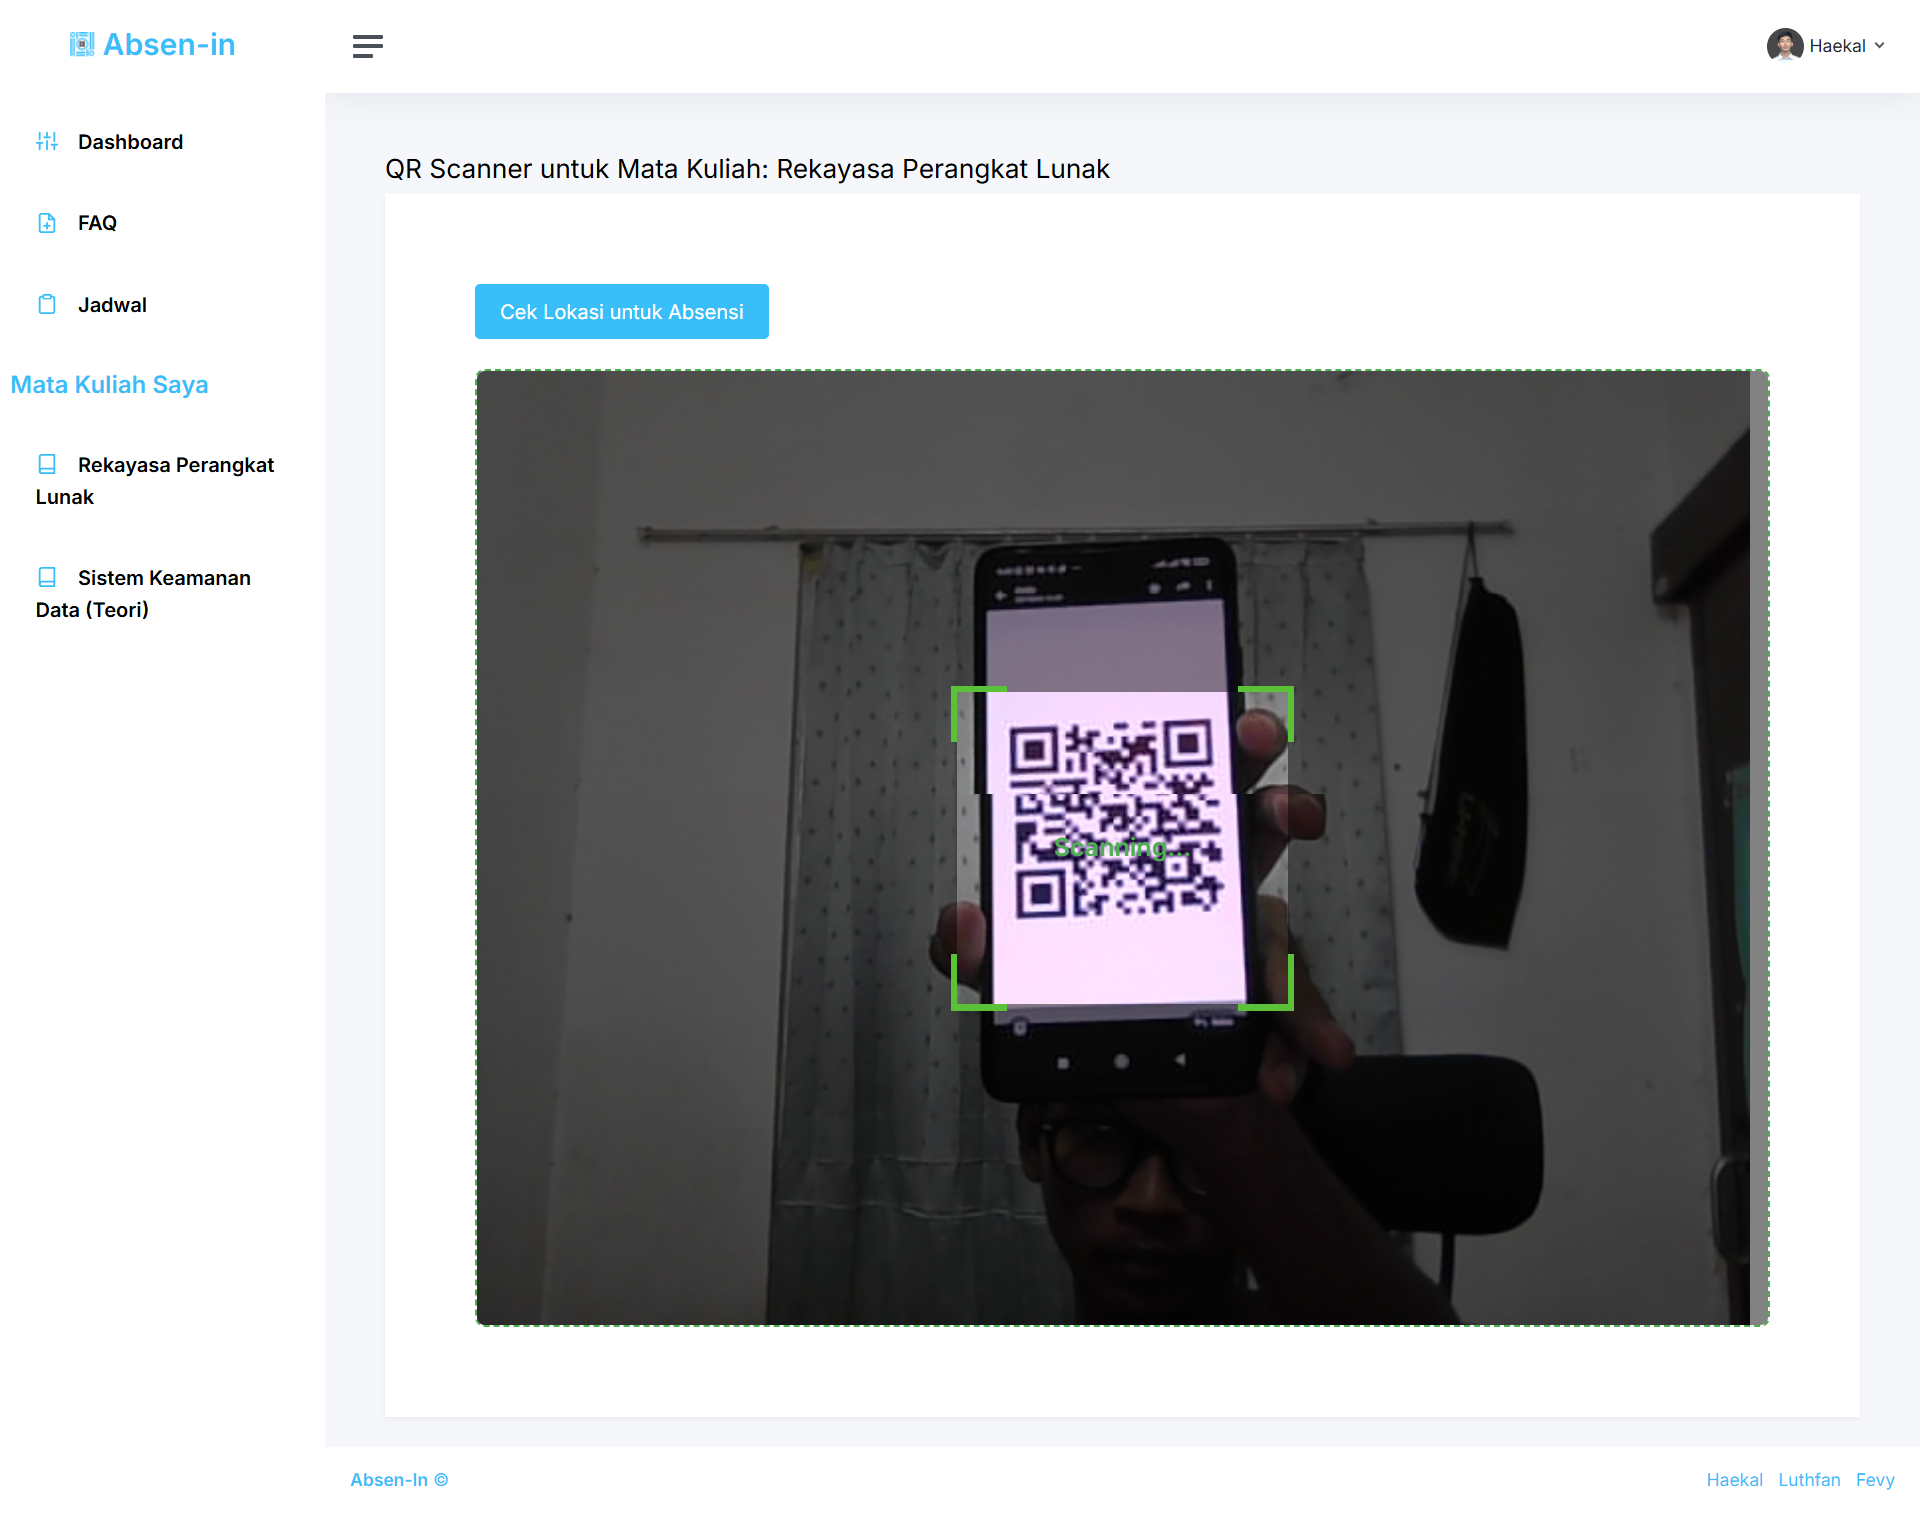 Absen-in
Haekal
Dashboard
FAQ
Jadwal
Mata Kuliah Saya
Rekayasa Perangkat
Lunak
Sistem Keamanan
Data (Teori)
QR Scanner untuk Mata Kuliah: Rekayasa Perangkat Lunak
Cek Lokasi untuk Absensi
Scanning...
Absen-In ©
Haekal Luthfan Fevy